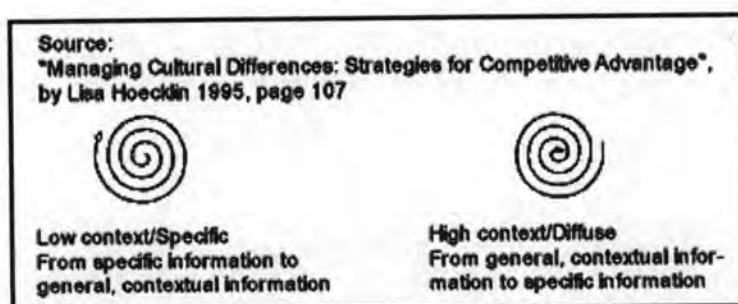 Source:
"Managing Cultural Differences: Strategies for Competitive Advantage",
by Lisa Hoecklin 1995, page 107
Low context/Specific
From specific information to
general, contextual information
High context/Diffuse
From general, contextual infor-
mation to specific information